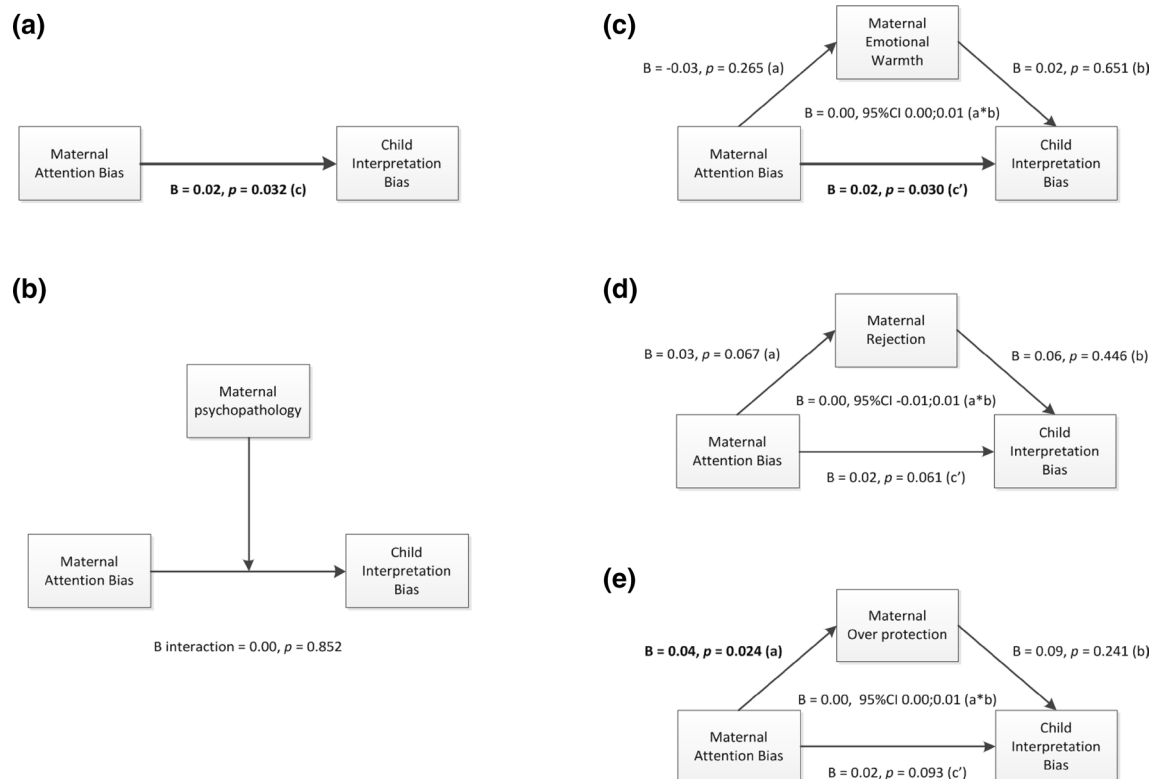 (a)
Maternal
Attention Bias
Child
Interpretation
Bias
B = 0.02, p = 0.032 (c)
(b)
Maternal
psychopathology
Maternal
Attention Bias
Child
Interpretation
Bias
B interaction = 0.00, p = 0.852
(c)
Maternal
Emotional
Warmth
B = -0.03, p = 0.265 (a)
B = 0.02, p = 0.651 (b)
B = 0.00, 95%CI 0.00;0.01 (a*b)
Maternal
Attention Bias
Child
Interpretation
Bias
B = 0.02, p = 0.030 (c’)
(d)
Maternal
Rejection
B = 0.03, p = 0.067 (a)
B = 0.06, p = 0.446 (b)
B = 0.00, 95%CI -0.01;0.01 (a*b)
Maternal
Attention Bias
Child
Interpretation
Bias
B = 0.02, p = 0.061 (c’)
(e)
Maternal
Over protection
B = 0.04, p = 0.024 (a)
B = 0.09, p = 0.241 (b)
B = 0.00, 95%CI 0.00;0.01 (a*b)
Maternal
Attention Bias
Child
Interpretation
Bias
B = 0.02, p = 0.093 (c’)